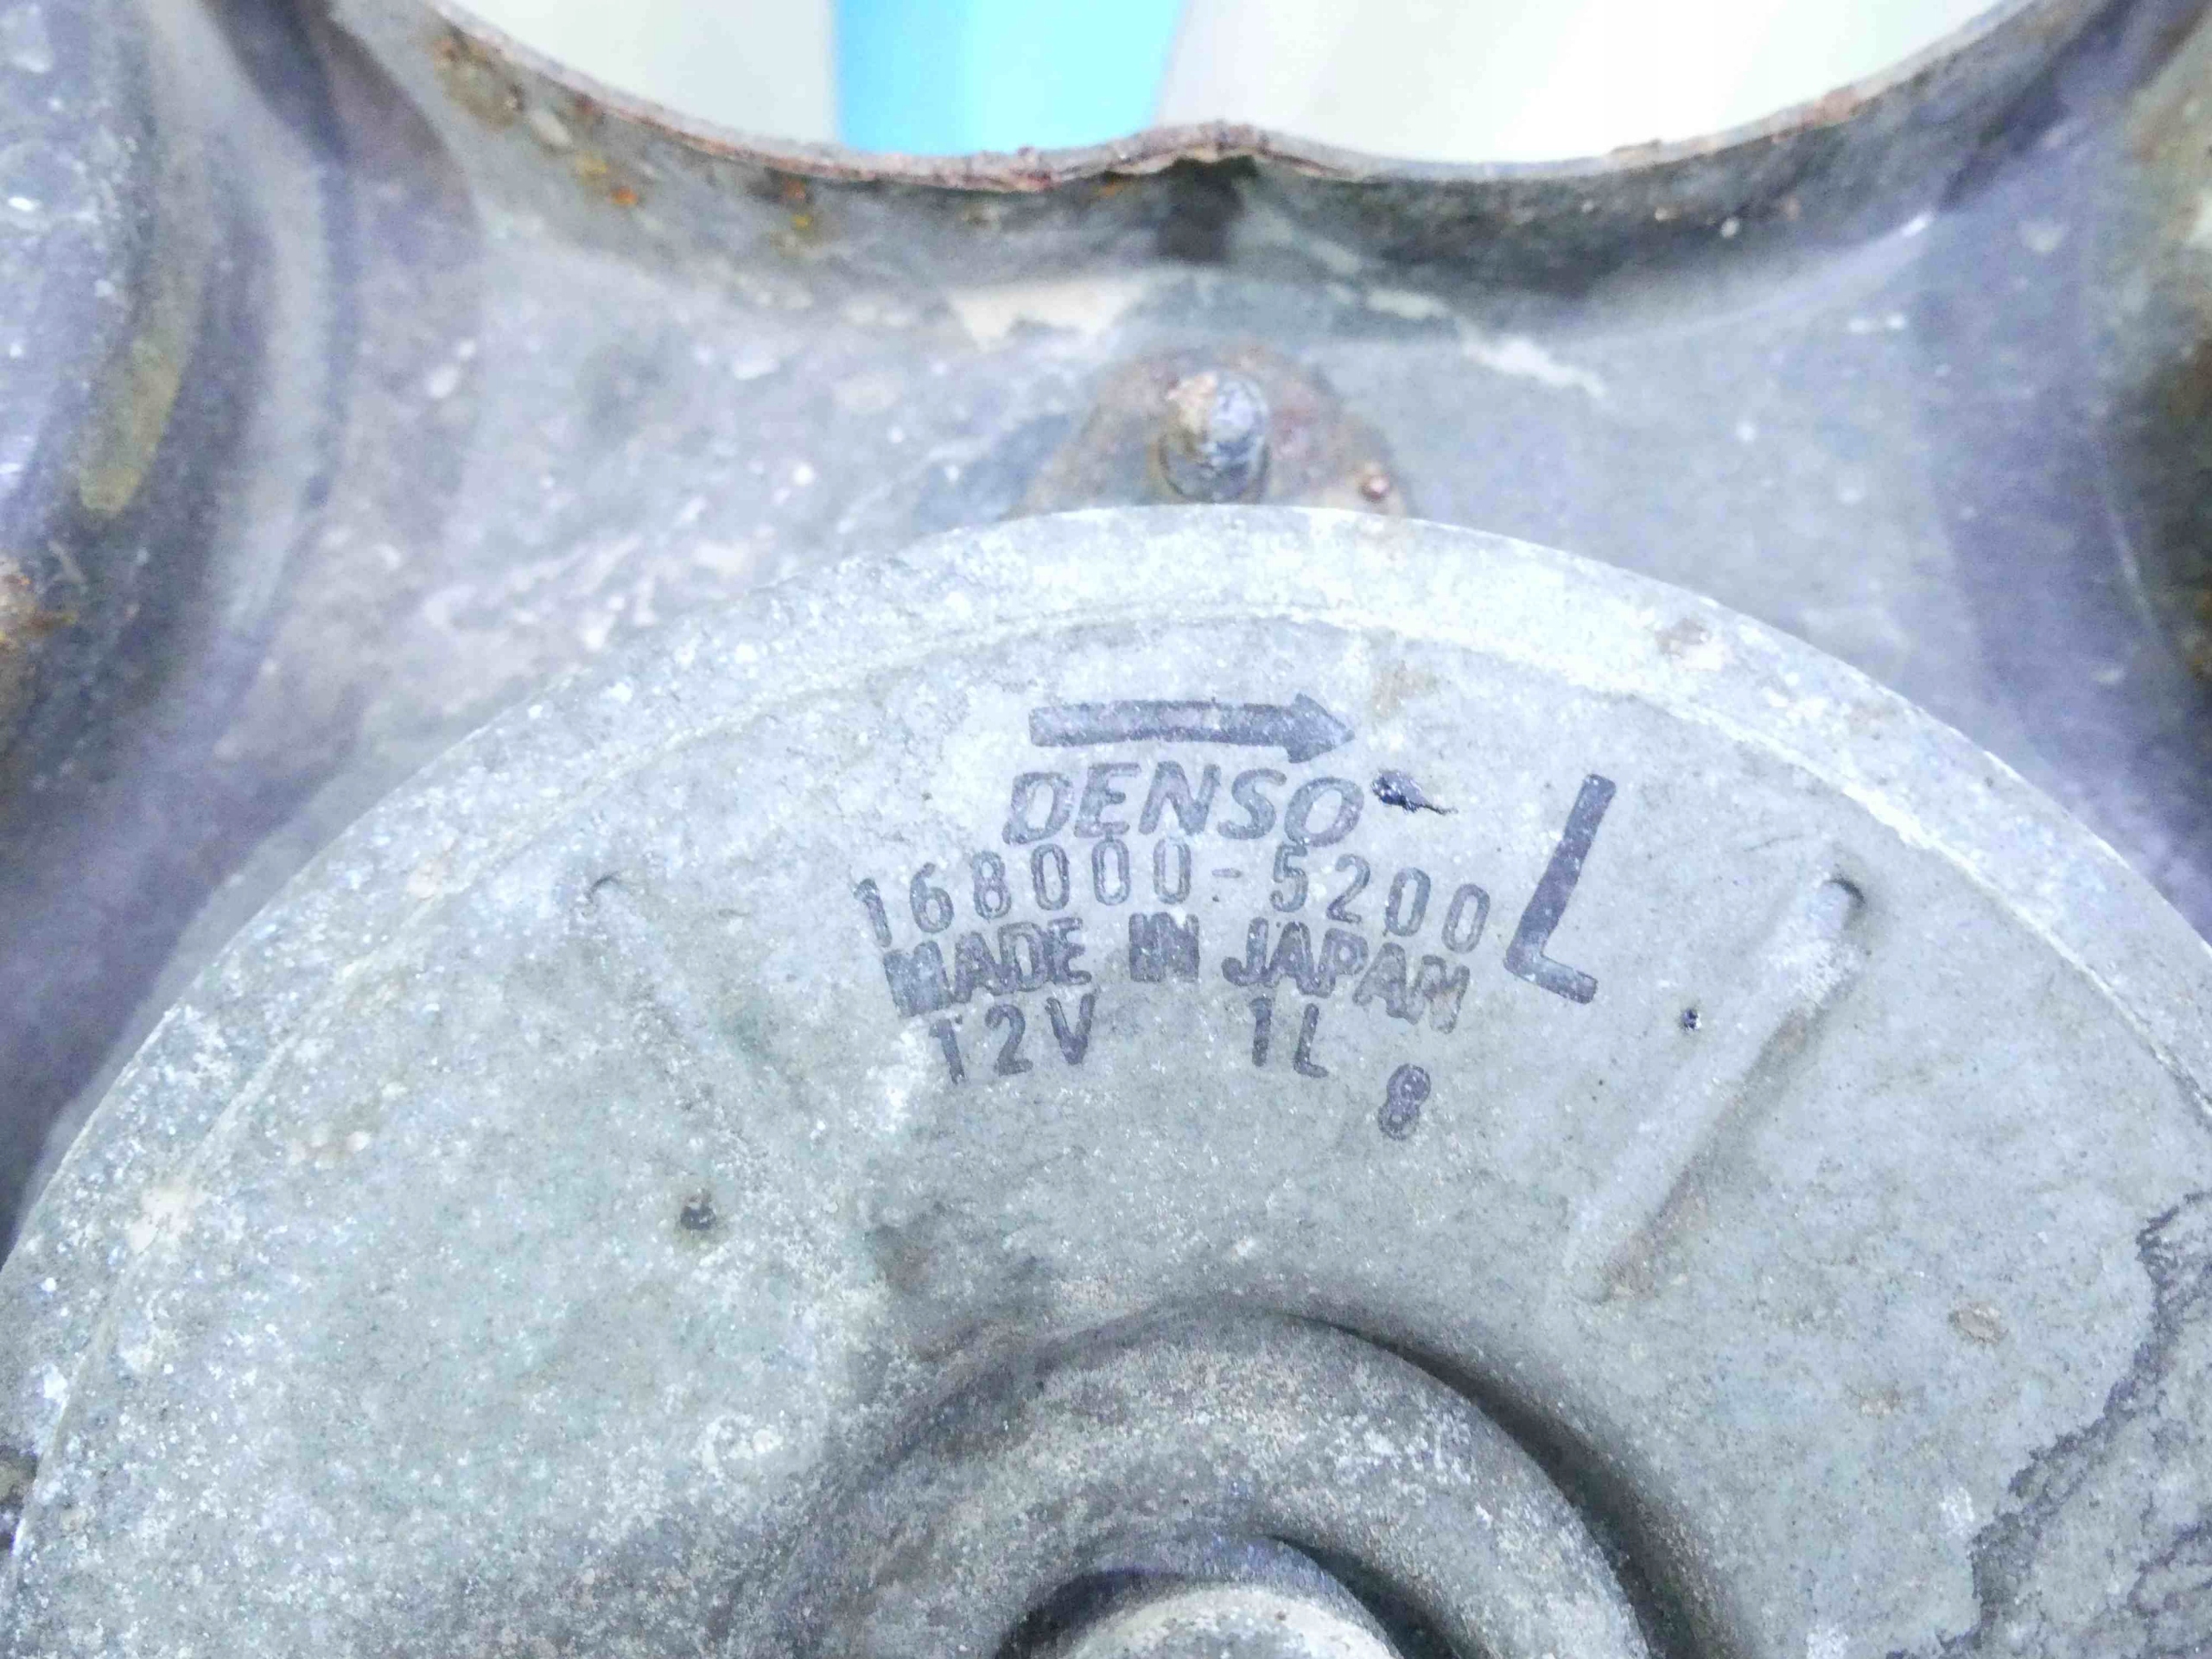 DENSO
168000-5200
L
MADE IN JAPAN
12V 1L
8